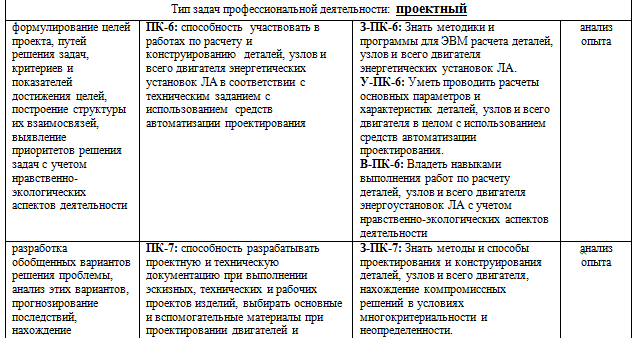 Тип задач профессиональной деятельности: проектный
формулирование целей
проекта, путей
решения задач,
критериев и
показателей
достижения целей,
построение структуры
их взаимосвязей,
выявление
приоритетов решения
задач с учетом
нравственно-
экологических
аспектов деятельности
ПК-6: способность участвовать в
работах по расчету и
конструированию деталей, узлов и
всего двигателя энергетических
установок ЛА в соответствии с
техническим заданием с
использованием средств
автоматизации проектирования
З-ПК-6: Знать методики и
программы для ЭВМ расчета деталей,
узлов и всего двигателя
энергетических установок ЛА.
У-ПК-6: Уметь проводить расчеты
основных параметров и
характеристик деталей, узлов и всего
двигателя в целом с использованием
средств автоматизации
проектирования.
В-ПК-6: Владеть навыками
выполнения работ по расчету
деталей, узлов и всего двигателя
энергоустановок ЛА с учетом
нравственно-экологических аспектов
деятельности
анализ
опыта
разработка
обобщенных вариантов
решения проблемы,
анализ этих вариантов,
прогнозирование
последствий,
нахождение
ПК-7: способность разрабатывать
проектную и техническую
документацию при выполнении
эскизных, технических и рабочих
проектов изделий, выбирать основные
и вспомогательные материалы при
проектировании двигателей и
З-ПК-7: Знать методы и способы
проектирования и конструирования
деталей, узлов и всего двигателя,
нахождение компромиссных
решений в условиях
многокритериальности и
неопределенности.
анализ
опыта